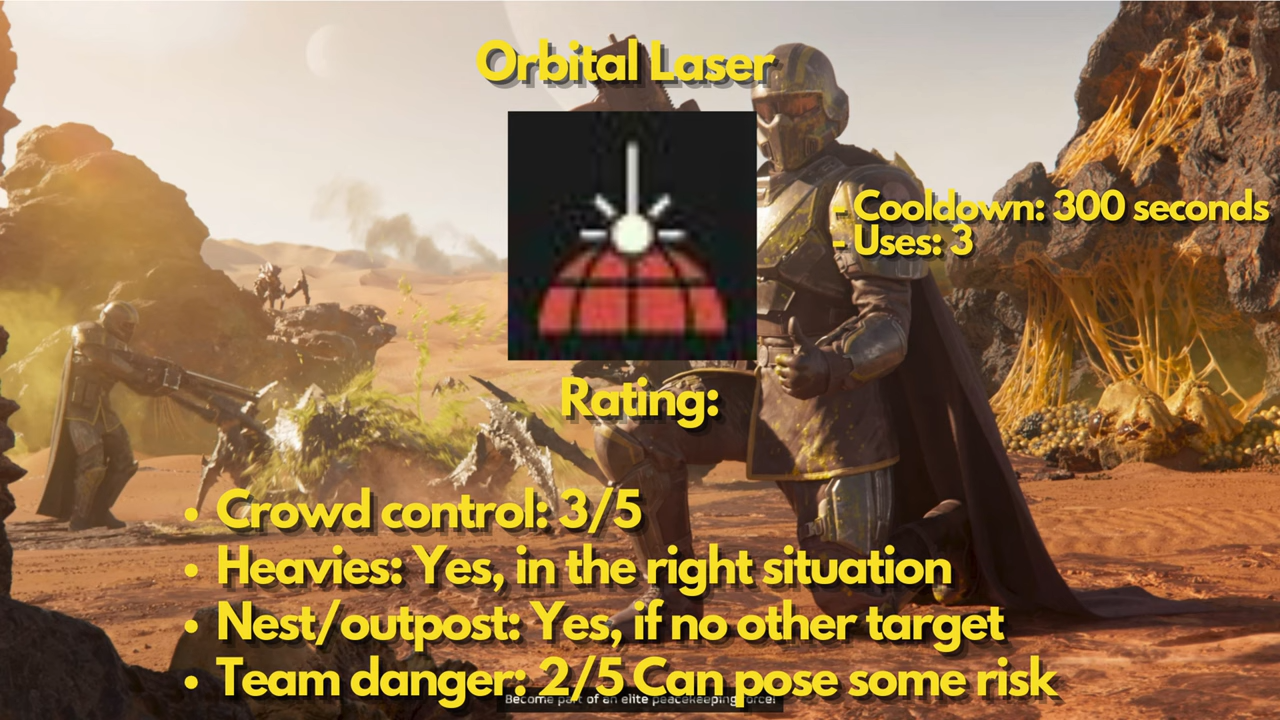 Orbital Laser
- Cooldown: 300 seconds
- Uses: 3
Rating:
• Crowd control: 3/5
• Heavies: Yes, in the right situation
• Nest/outpost: Yes, if no other target
• Team danger: 2/5 Can pose some risk
Become part of an elite peacekeeping force!